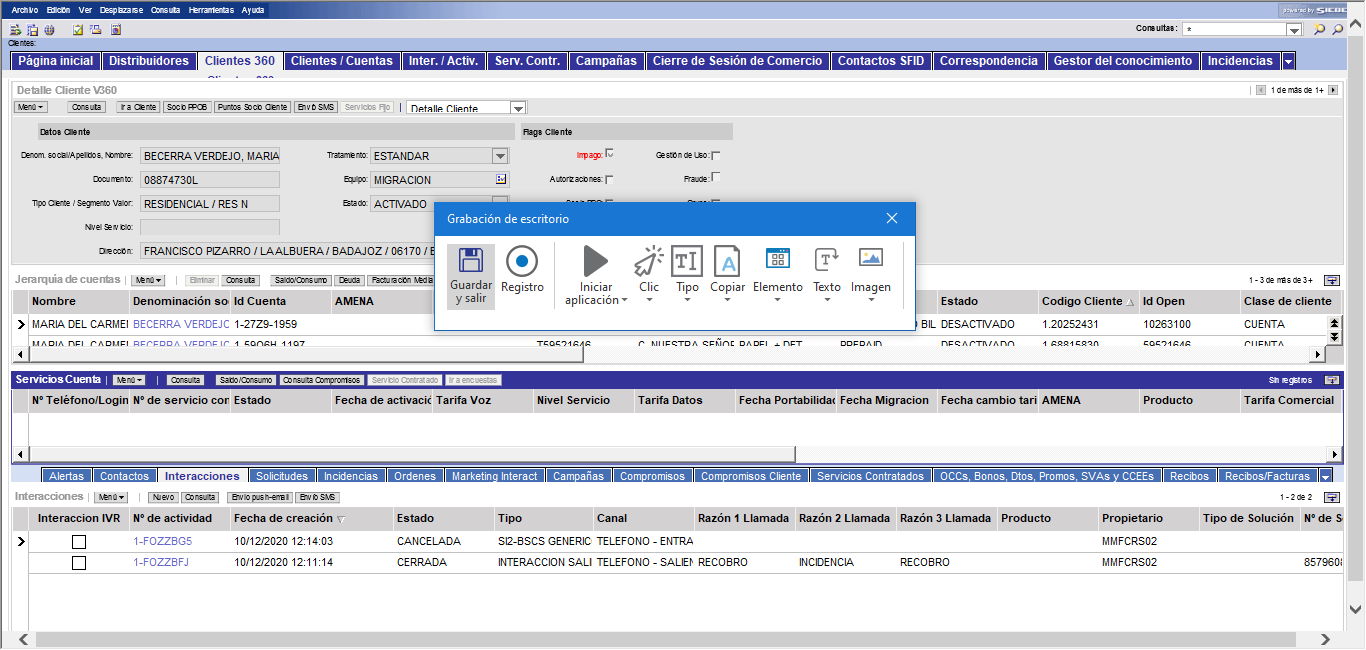 Archivo Edición Ver Desplazarse Consulta Herramientas Ayuda powered by
Consultas: *
Clientes:
Página inicial Distribuidores Clientes 360 Clientes / Cuentas Inter. / Activ. Serv. Contr. Campañas Cierre de Sesión de Comercio Contactos SFID Correspondencia Gestor del conocimiento Incidencias
Detalle Cliente V360 1 de más de 1+
Menú Consulta Ir a Cliente Socio PPOB Puntos Socio Cliente Envío SMS Servicios Fijo Detalle Cliente
Datos Cliente Flags Cliente
Denom. social/Apellidos, Nombre: BECERRA VERDEJO, MARIA Tratamiento: ESTANDAR Impago: Gestión de Uso:
Documento: 08874730L Equipo: MIGRACION Autorizaciones: Fraude:
Tipo Cliente / Segmento Valor: RESIDENCIAL / RES N Estado: ACTIVADO
Nivel Servicio:
Dirección: FRANCISCO PIZARRO / LA ALBUERA / BADAJOZ / 06170 /
Grabación de escritorio
Guardar y salir Registro Iniciar aplicación Clic Tipo Copiar Elemento Texto Imagen
Jerarquía de cuentas Menú Eliminar Consulta Saldo/Consumo Deuda Facturación Media 1 - 3 de más de 3+
Nombre Denominación so Id Cuenta AMENA Estado Codigo Cliente Id Open Clase de cliente
MARIA DEL CARMEI BECERRA VERDEJC 1-27Z9-1959 BIL DESACTIVADO 1.20252431 10263100 CUENTA
MARIA DEL CARMEI BECERRA VERDEJC 1-59O6H-1197 T59521646 C. NUESTRA SEÑOF PAPEL + DET PREPAID DESACTIVADO 1.68815830 59521646 CUENTA
Servicios Cuenta Menú Consulta Saldo/Consumo Consulta Compromisos Servicio Contratado Ir a encuestas Sin registros
Nº Teléfono/Login Nº de servicio con Estado Fecha de activació Tarifa Voz Nivel Servicio Tarifa Datos Fecha Portabilidad Fecha Migracion Fecha cambio tari AMENA Producto Tarifa Comercial
Alertas Contactos Interacciones Solicitudes Incidencias Ordenes Marketing Interact Campañas Compromisos Compromisos Cliente Servicios Contratados OCCs, Bonos, Dtos, Promos, SVAs y CCEEs Recibos Recibos/Facturas
Interacciones Menú Nuevo Consulta Envío push-email Envío SMS 1 - 2 de 2
Interaccion IVR Nº de actividad Fecha de creación Estado Tipo Canal Razón 1 Llamada Razón 2 Llamada Razón 3 Llamada Producto Propietario Tipo de Solución Nº de S
1-FOZZBG5 10/12/2020 12:14:03 CANCELADA SI2-BSCS GENERIC TELEFONO - ENTRA MMFCRS02
1-FOZZBFJ 10/12/2020 12:11:14 CERRADA INTERACCION SALI TELEFONO - SALIEN RECOBRO INCIDENCIA RECOBRO MMFCRS02 857960